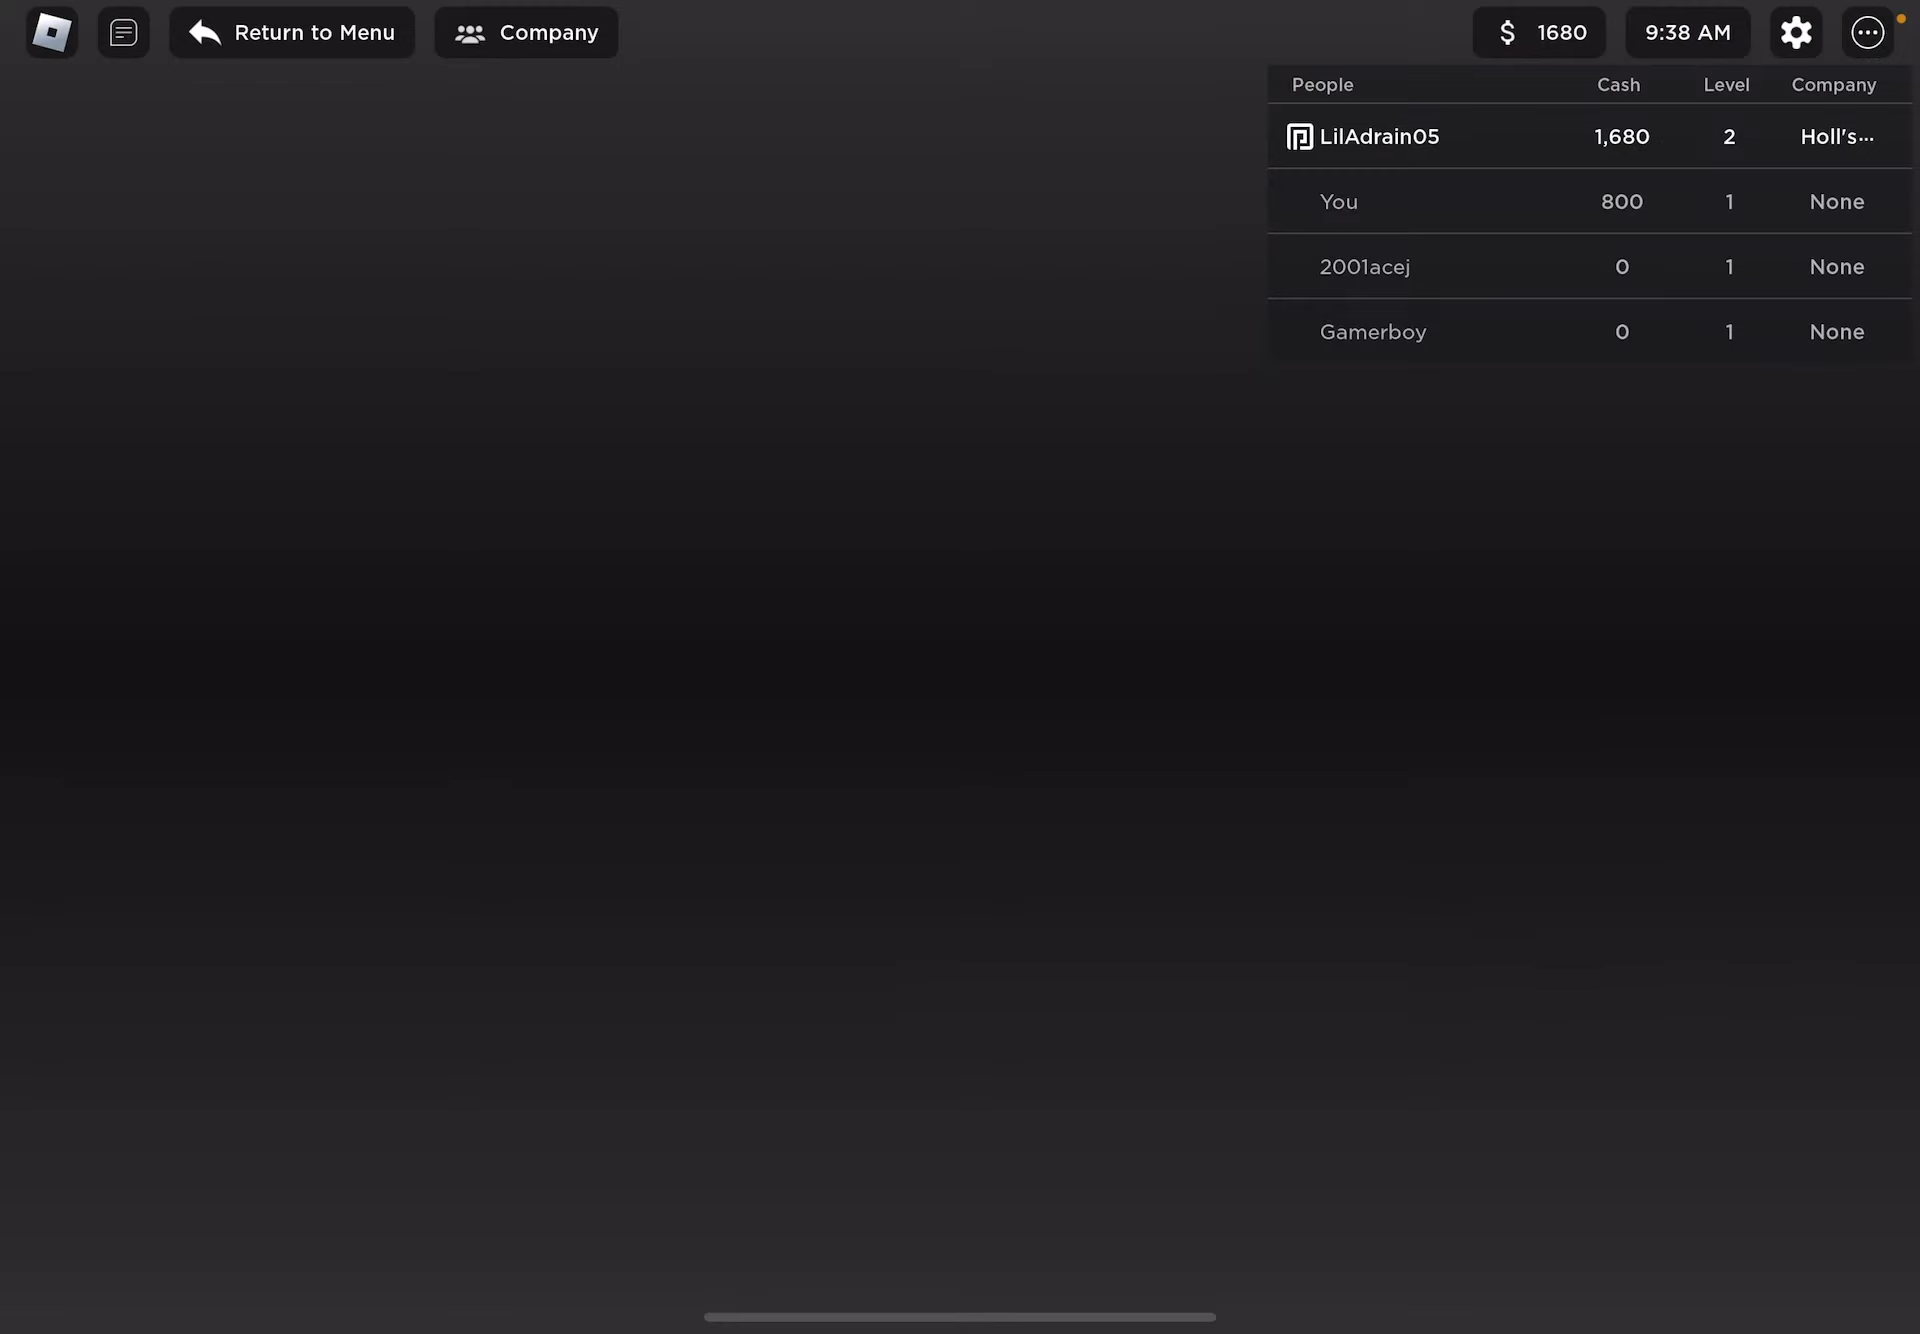 Return to Menu
Company
$ 1680
9:38 AM
People Cash Level Company
LilAdrain05 1,680 2 Holl's...
You 800 1 None
2001acej 0 1 None
Gamerboy 0 1 None